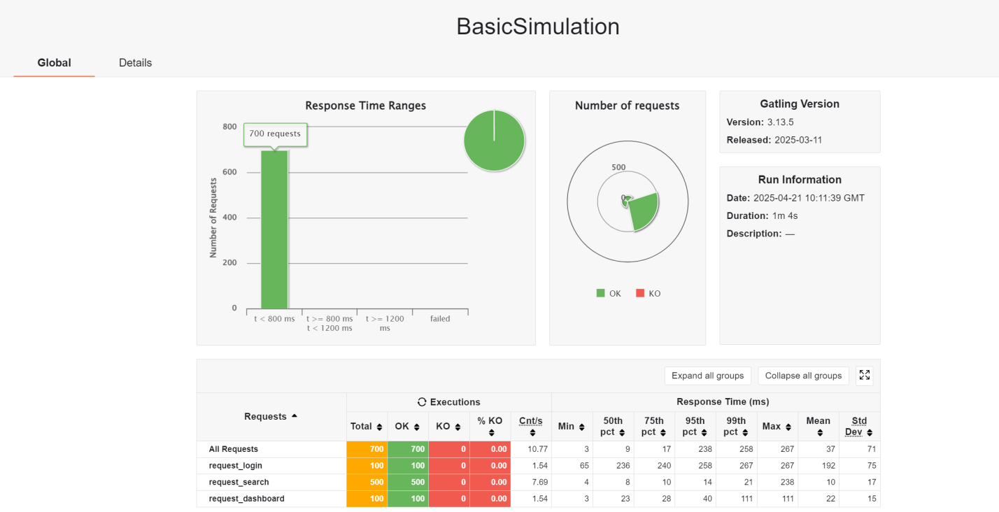 BasicSimulation
Global Details
Response Time Ranges
Number of Requests
800
600
400
200
0
700 requests
t < 800 ms
t >= 800 ms
t < 1200 ms
t >= 1200
ms
failed
Number of requests
500
0
OK KO
Gatling Version
Version: 3.13.5
Released: 2025-03-11
Run Information
Date: 2025-04-21 10:11:39 GMT
Duration: 1m 4s
Description: —
Expand all groups Collapse all groups
Requests Executions Response Time (ms)
Total OK KO % KO Cnt/s Min 50th pct 75th pct 95th pct 99th pct Max Mean Std Dev
All Requests 700 700 0 0.00 10.77 3 9 17 238 258 267 37 71
request_login 100 100 0 0.00 1.54 65 236 240 258 267 267 192 75
request_search 500 500 0 0.00 7.69 4 8 10 14 21 238 10 17
request_dashboard 100 100 0 0.00 1.54 3 23 28 40 111 111 22 15